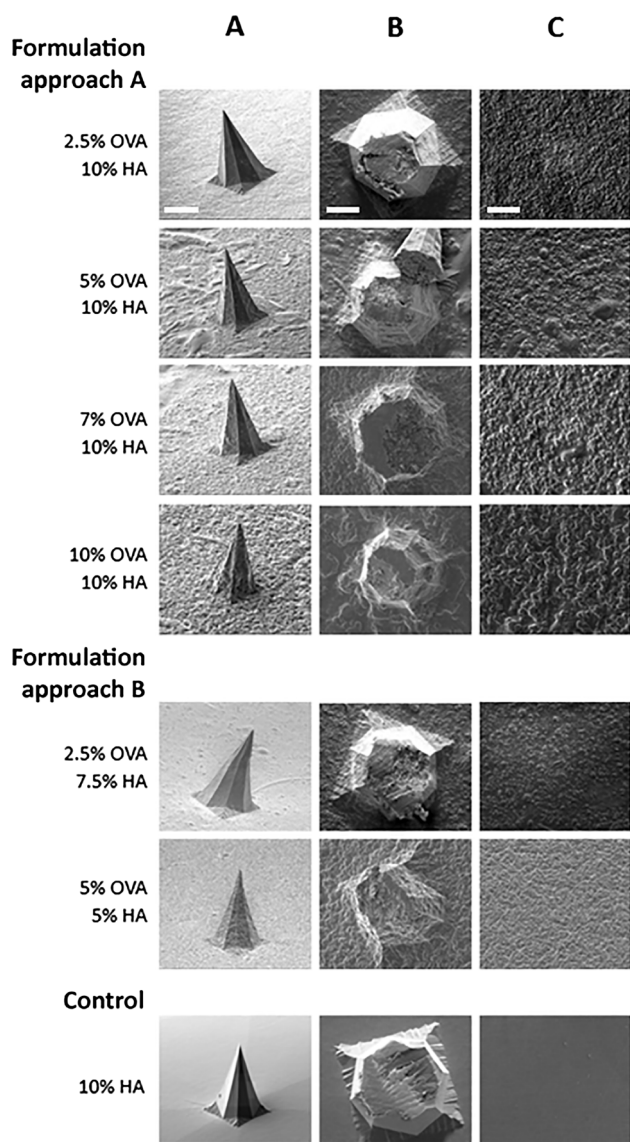 A B C
Formulation
approach A
2.5% OVA
10% HA
5% OVA
10% HA
7% OVA
10% HA
10% OVA
10% HA
Formulation
approach B
2.5% OVA
7.5% HA
5% OVA
5% HA
Control
10% HA